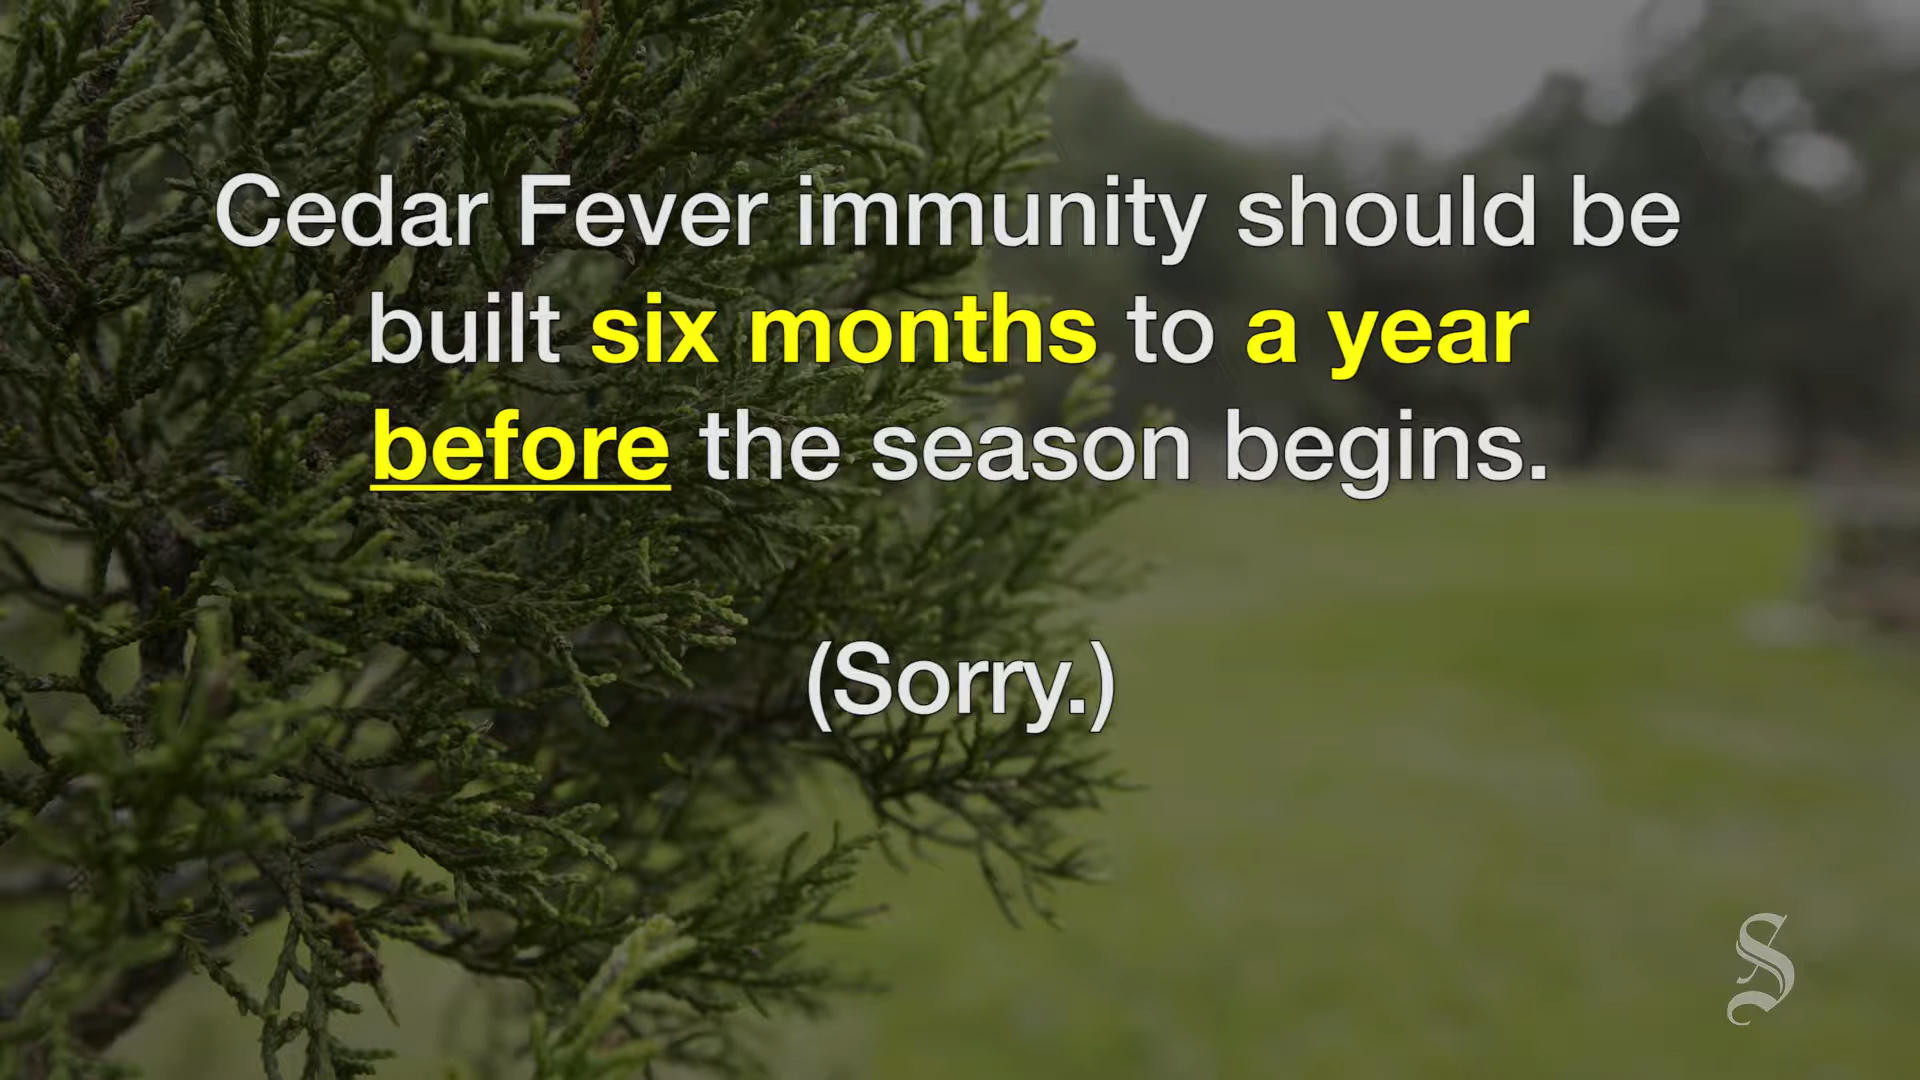 Cedar Fever immunity should be
built six months to a year
before the season begins.
(Sorry.)
S